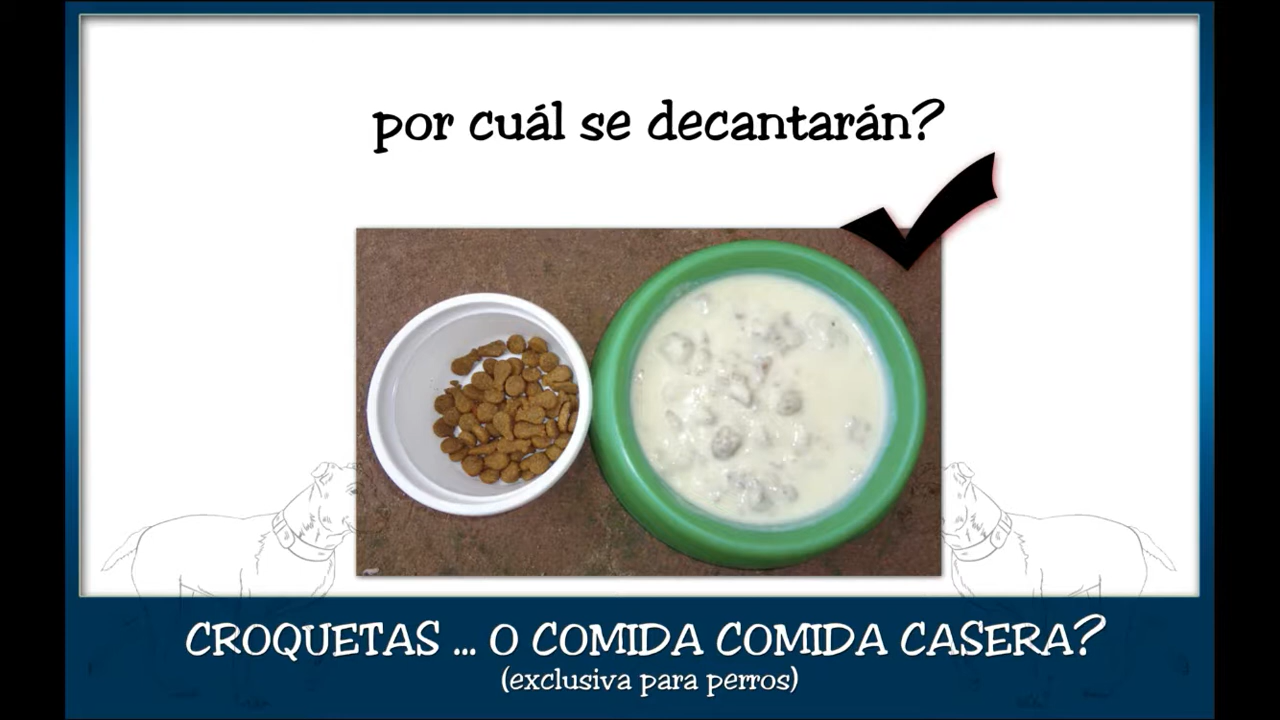 por cuál se decantarán?
CROQUETAS ... O COMIDA COMIDA CASERA?
(exclusiva para perros)